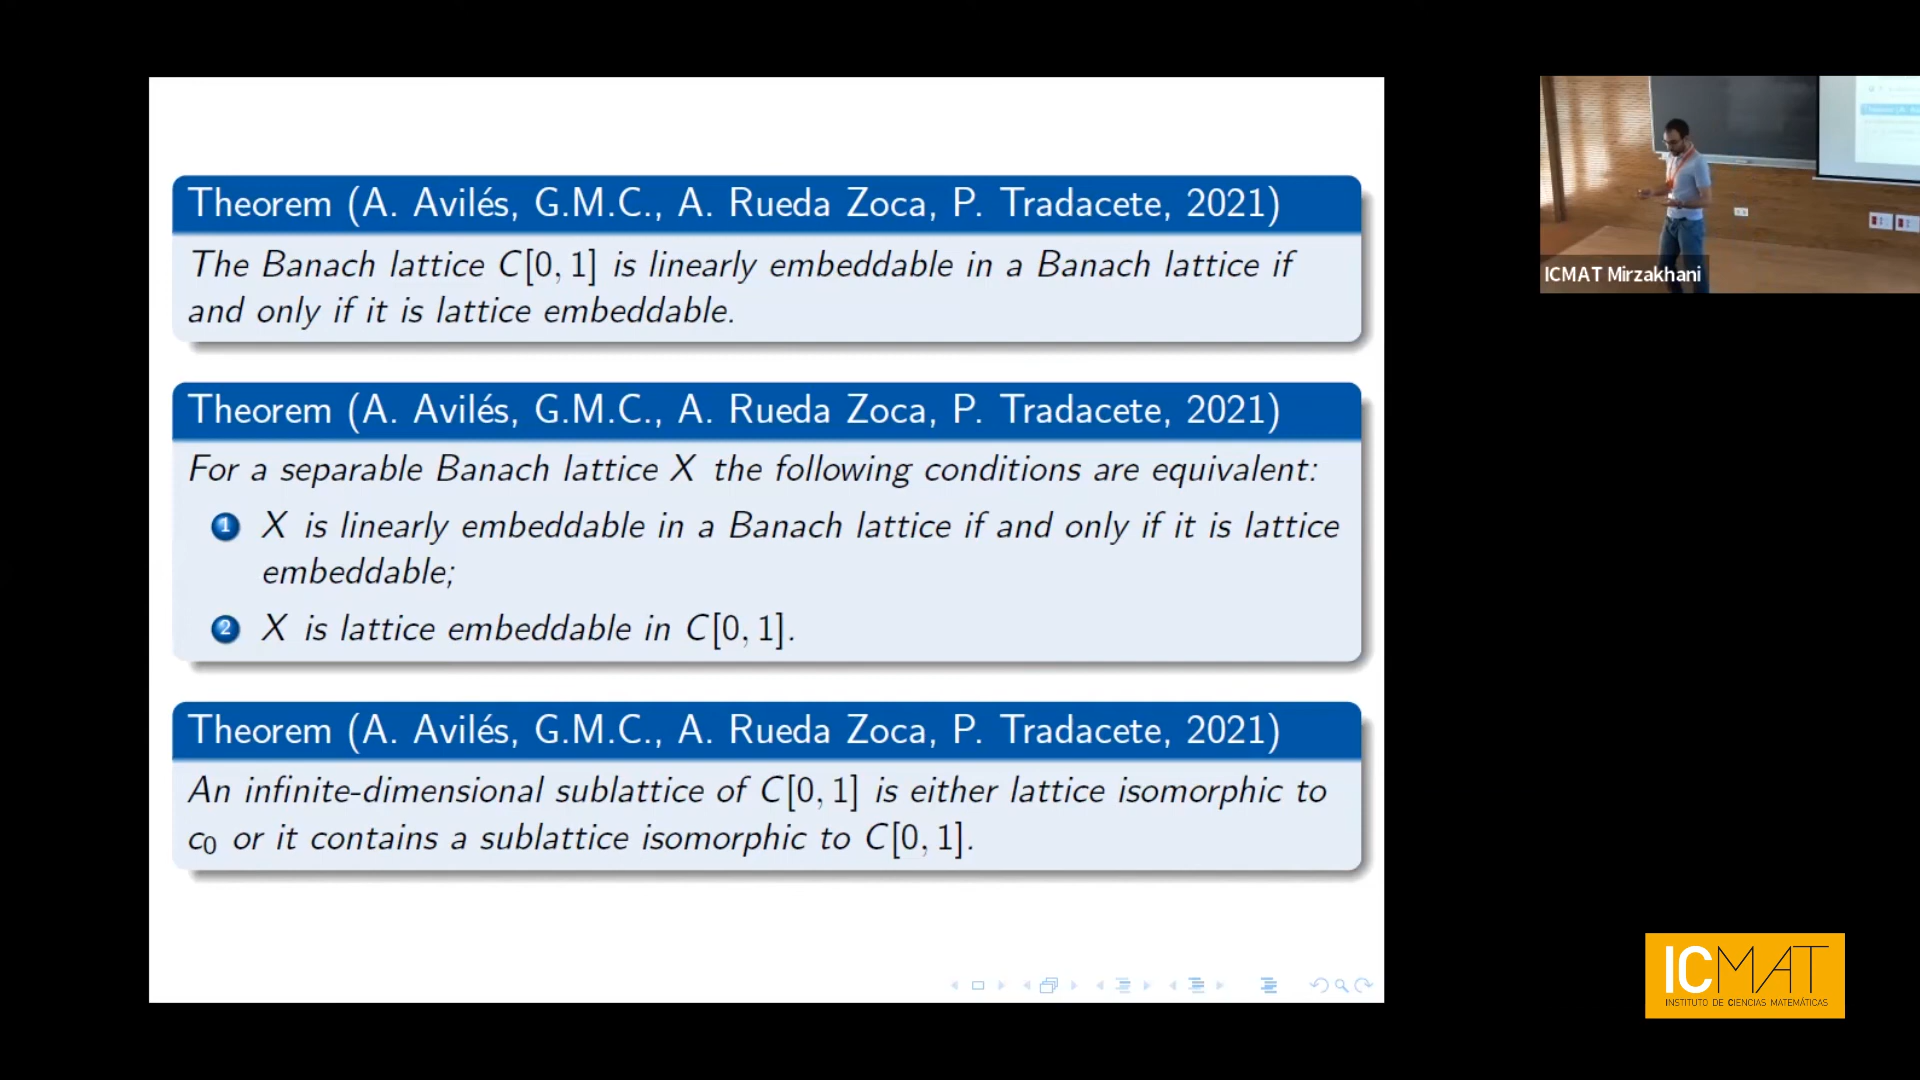 Theorem (A. Avilés, G.M.C., A. Rueda Zoca, P. Tradacete, 2021)
The Banach lattice C[0, 1] is linearly embeddable in a Banach lattice if
and only if it is lattice embeddable.
Theorem (A. Avilés, G.M.C., A. Rueda Zoca, P. Tradacete, 2021)
For a separable Banach lattice X the following conditions are equivalent:
1 X is linearly embeddable in a Banach lattice if and only if it is lattice
embeddable;
2 X is lattice embeddable in C[0, 1].
Theorem (A. Avilés, G.M.C., A. Rueda Zoca, P. Tradacete, 2021)
An infinite-dimensional sublattice of C[0, 1] is either lattice isomorphic to
c₀ or it contains a sublattice isomorphic to C[0, 1].
ICMAT Mirzakhani
ICMAT
INSTITUTO DE CIENCIAS MATEMÁTICAS